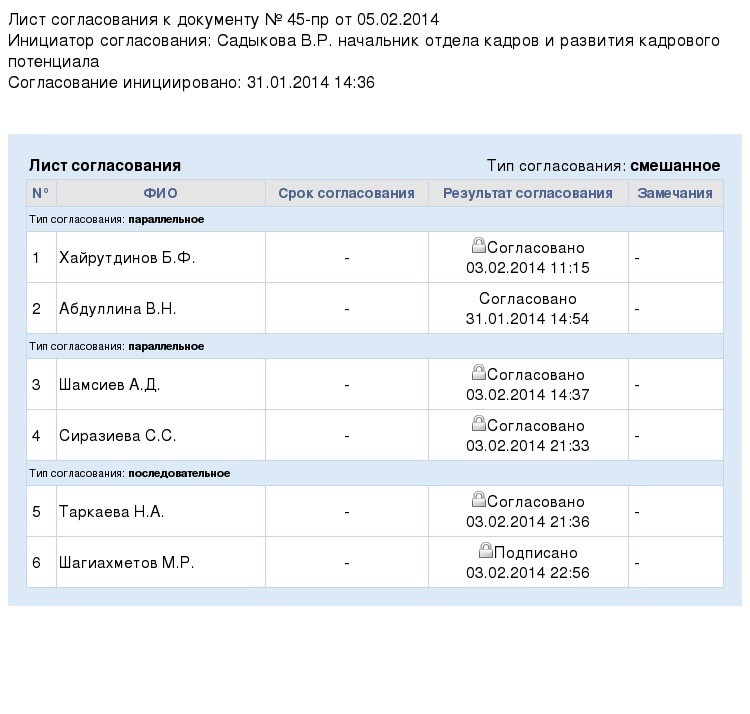 Лист согласования к документу № 45-пр от 05.02.2014
Инициатор согласования: Садыкова В.Р. начальник отдела кадров и развития кадрового
потенциала
Согласование инициировано: 31.01.2014 14:36
Лист согласования Тип согласования: смешанное
N° ФИО Срок согласования Результат согласования Замечания
Тип согласования: параллельное
1 Хайрутдинов Б.Ф. - Согласовано
03.02.2014 11:15 -
2 Абдуллина В.Н. - Согласовано
31.01.2014 14:54 -
Тип согласования: параллельное
3 Шамсиев А.Д. - Согласовано
03.02.2014 14:37 -
4 Сиразиева С.С. - Согласовано
03.02.2014 21:33 -
Тип согласования: последовательное
5 Таркаева Н.А. - Согласовано
03.02.2014 21:36 -
6 Шагиахметов М.Р. - Подписано
03.02.2014 22:56 -